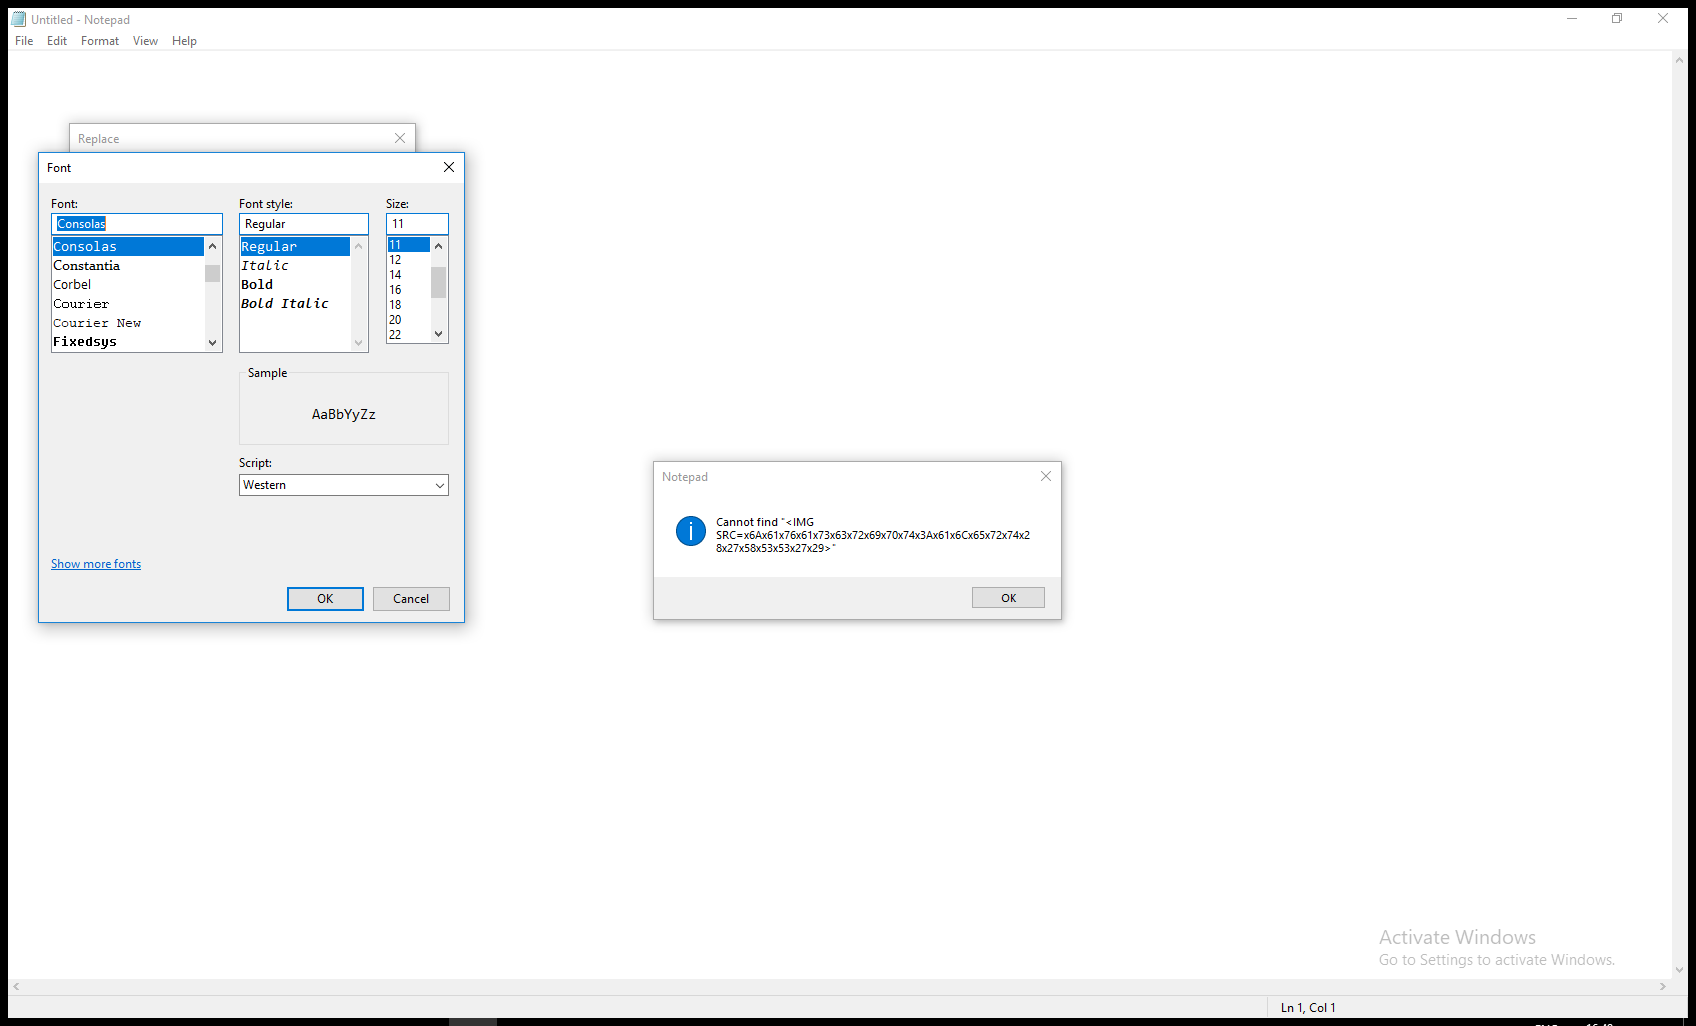 Untitled - Notepad
File Edit Format View Help
Replace
Font
Font: Font style: Size:
Consolas Regular 11
Consolas
Constantia
Corbel
Courier
Courier New
Fixedsys
Regular
Italic
Bold
Bold Italic
11
12
14
16
18
20
22
Sample
AaBbYyZz
Script:
Western
Show more fonts
OK Cancel
Notepad
Cannot find "<IMG
SRC=x6Ax61x76x61x73x63x72x69x70x74x3Ax61x6Cx65x72x74x2
8x27x58x53x53x27x29>"
OK
Activate Windows
Go to Settings to activate Windows.
Ln 1, Col 1